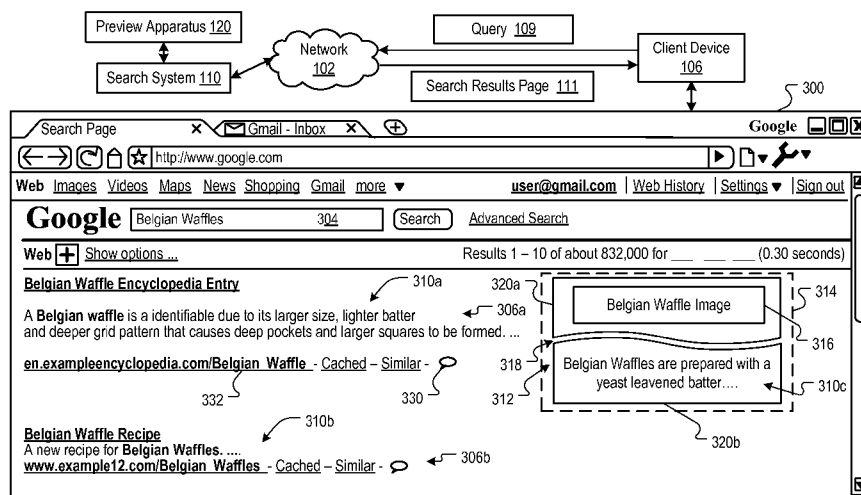 Preview Apparatus 120
Search System 110
Network
102
Query 109
Search Results Page 111
Client Device
106
300
Search Page X Gmail - Inbox X Google X
http://www.google.com
Web Images Videos Maps News Shopping Gmail more ▼ user@gmail.com | Web History | Settings ▼ | Sign out
Google Belgian Waffles 304 Search Advanced Search
Web + Show options ... Results 1 – 10 of about 832,000 for ___ ___ ___ (0.30 seconds)
Belgian Waffle Encyclopedia Entry
310a
A Belgian waffle is a identifiable due to its larger size, lighter batter
306a
and deeper grid pattern that causes deep pockets and larger squares to be formed. ...
en.exampleencyclopedia.com/Belgian_Waffle - Cached – Similar -
332
330
320a
Belgian Waffle Image
314
316
318
312
Belgian Waffles are prepared with a
yeast leavened batter....
310c
320b
Belgian Waffle Recipe
310b
A new recipe for Belgian Waffles. ....
www.example12.com/Belgian_Waffles - Cached – Similar -
306b